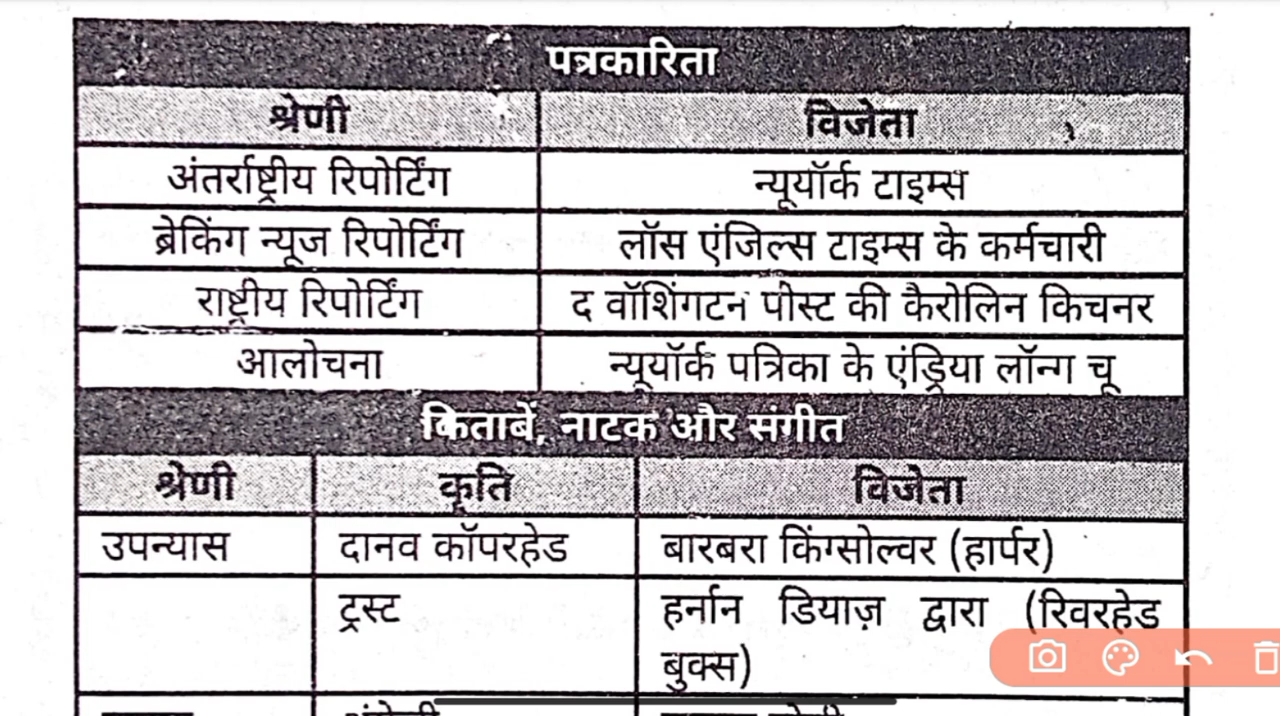 पत्रकारिता
श्रेणी विजेता
अंतर्राष्ट्रीय रिपोर्टिंग न्यूयॉर्क टाइम्स
ब्रेकिंग न्यूज रिपोर्टिंग लॉस एंजिल्स टाइम्स के कर्मचारी
राष्ट्रीय रिपोर्टिंग द वॉशिंगटन पोस्ट की कैरोलिन किचनर
आलोचना न्यूयॉर्क पत्रिका के एंड्रिया लॉन्ग चू
किताबें, नाटक और संगीत
श्रेणी कृति विजेता
उपन्यास दानव कॉपरहेड बारबरा किंग्सोल्वर (हार्पर)
ट्रस्ट हर्नान डियाज़ द्वारा (रिवरहेड
बुक्स)